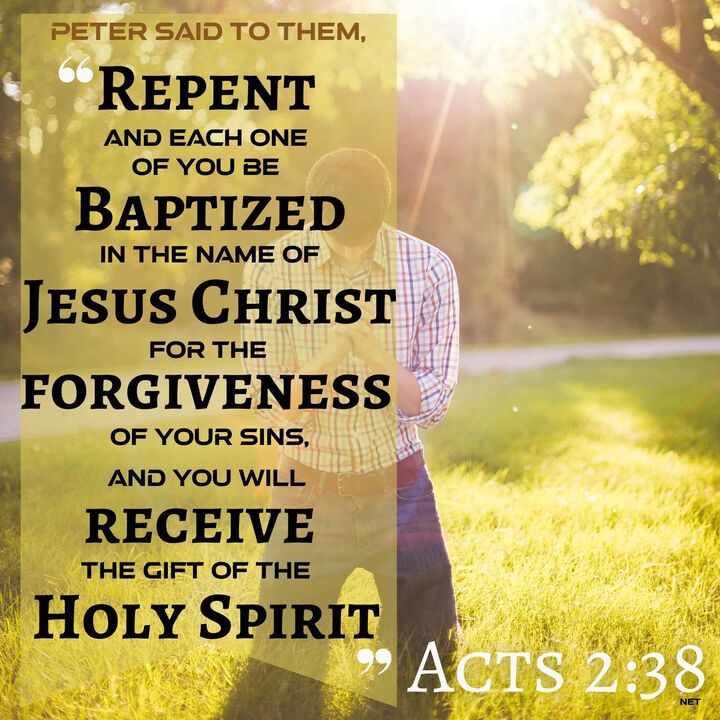 PETER SAID TO THEM,
“REPENT
AND EACH ONE
OF YOU BE
BAPTIZED
IN THE NAME OF
JESUS CHRIST
FOR THE
FORGIVENESS
OF YOUR SINS,
AND YOU WILL
RECEIVE
THE GIFT OF THE
HOLY SPIRIT”
ACTS 2:38
NET